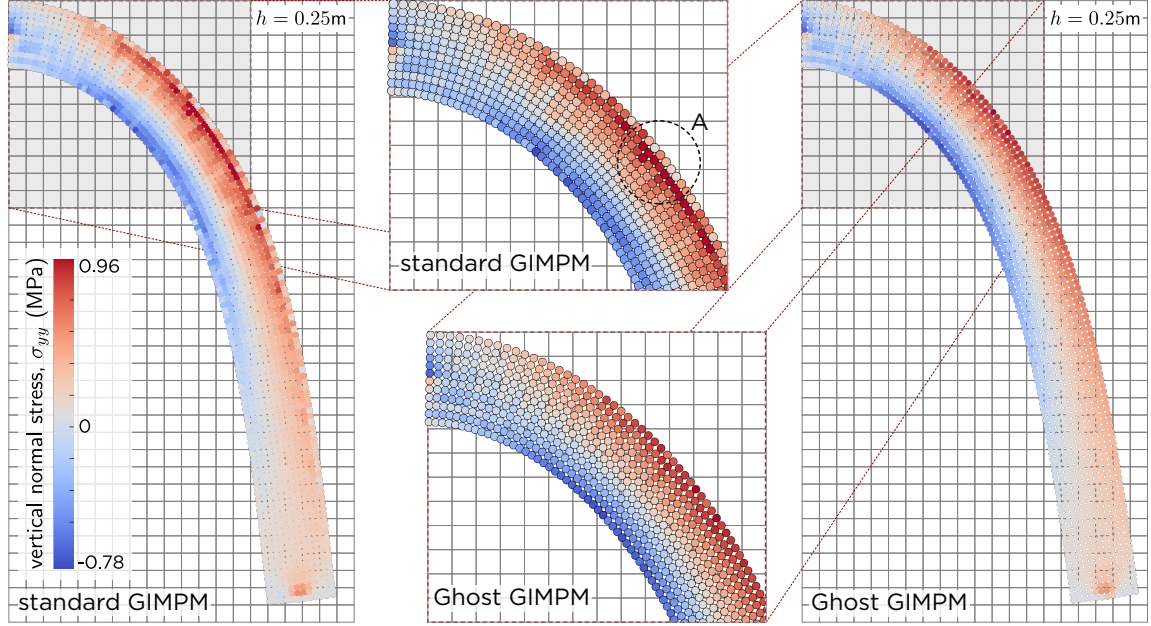 h = 0.25m
A
h = 0.25m
standard GIMPM
vertical normal stress, σyy (MPa)
0.96
0
-0.78
standard GIMPM
Ghost GIMPM
Ghost GIMPM